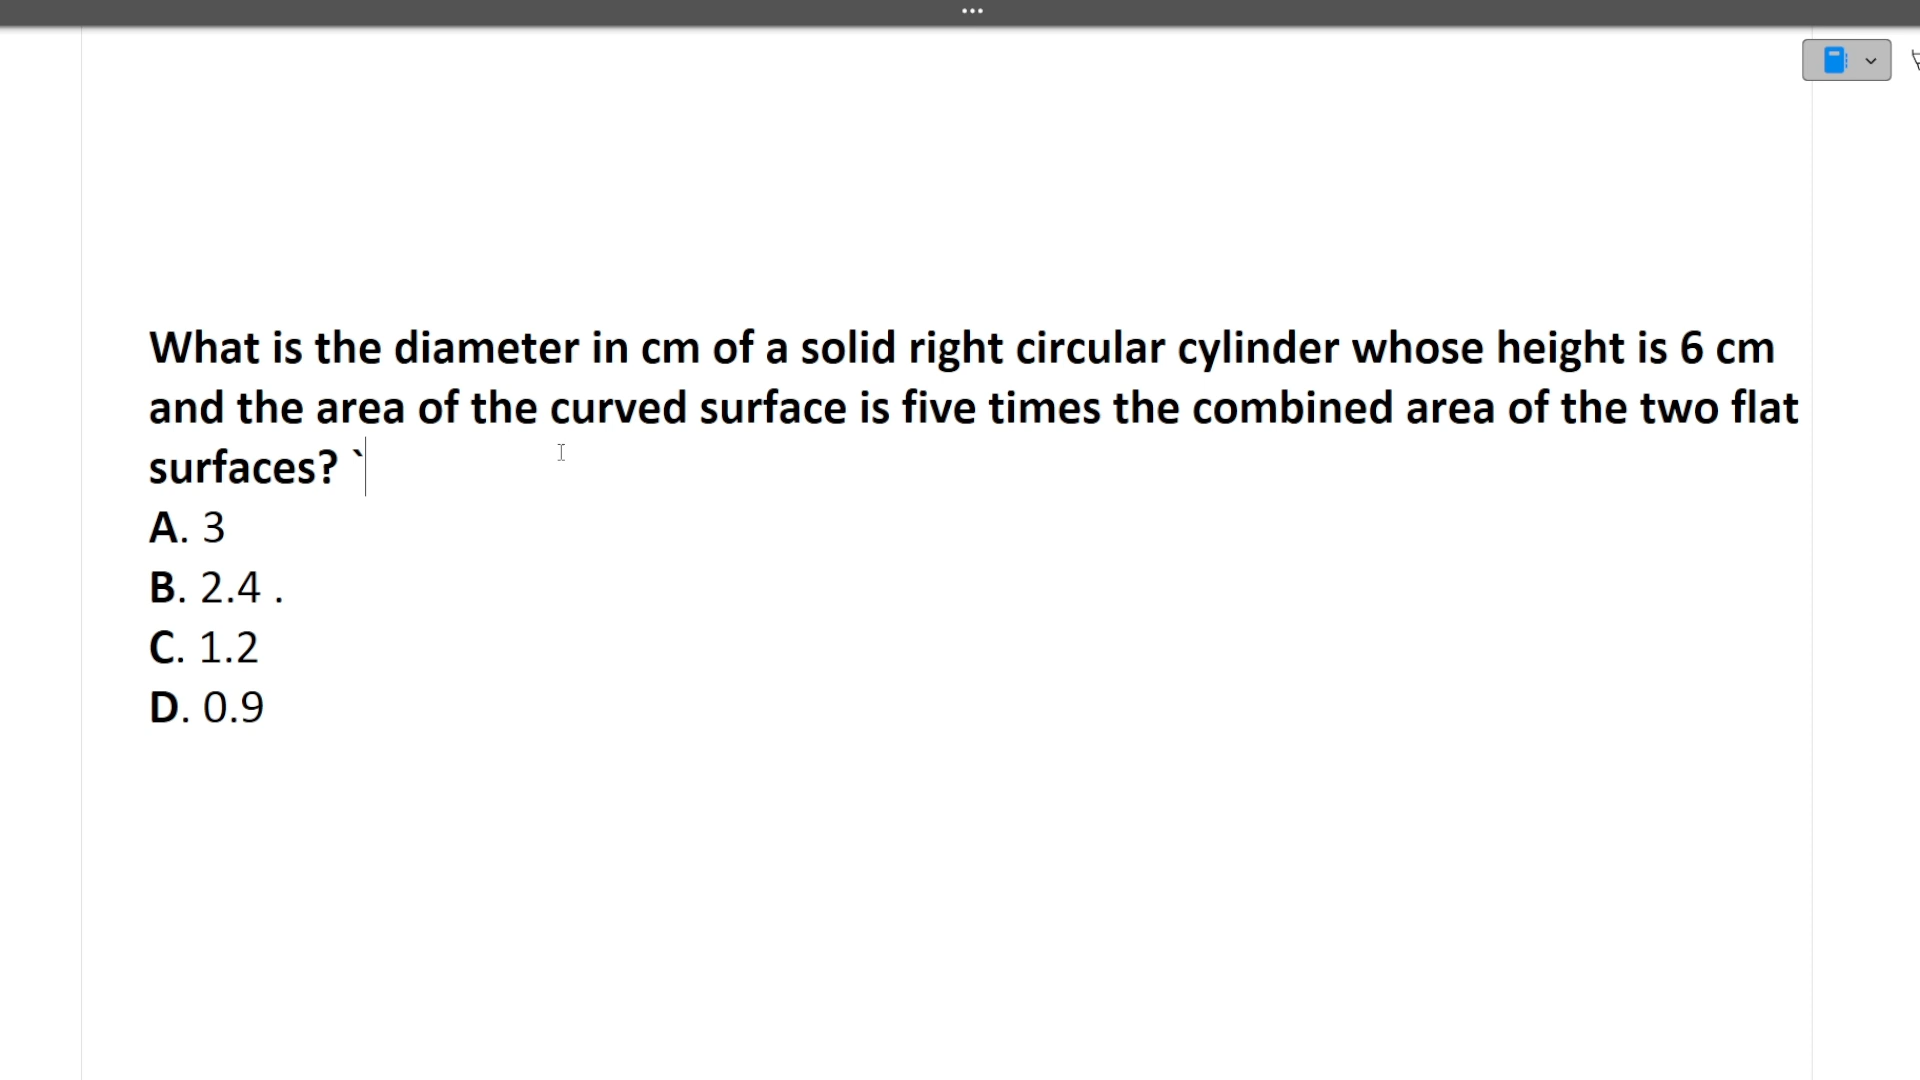 What is the diameter in cm of a solid right circular cylinder whose height is 6 cm
and the area of the curved surface is five times the combined area of the two flat
surfaces? `
A. 3
B. 2.4 .
C. 1.2
D. 0.9